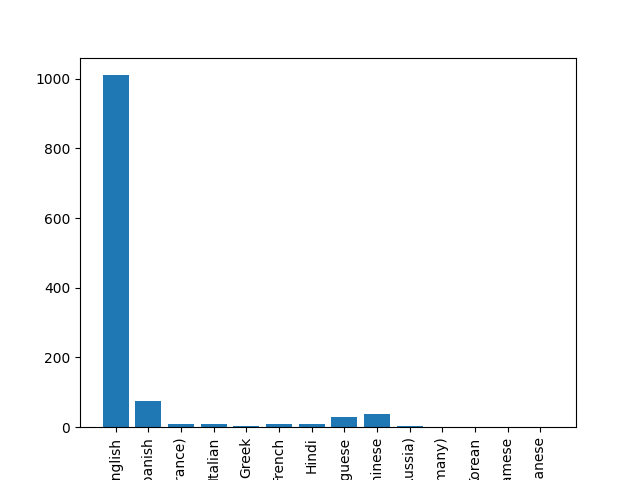 1000
800
600
400
200
0
nglish
panish
rance)
Italian
Greek
French
Hindi
guese
hinese
ussia)
many)
orean
amese
anese